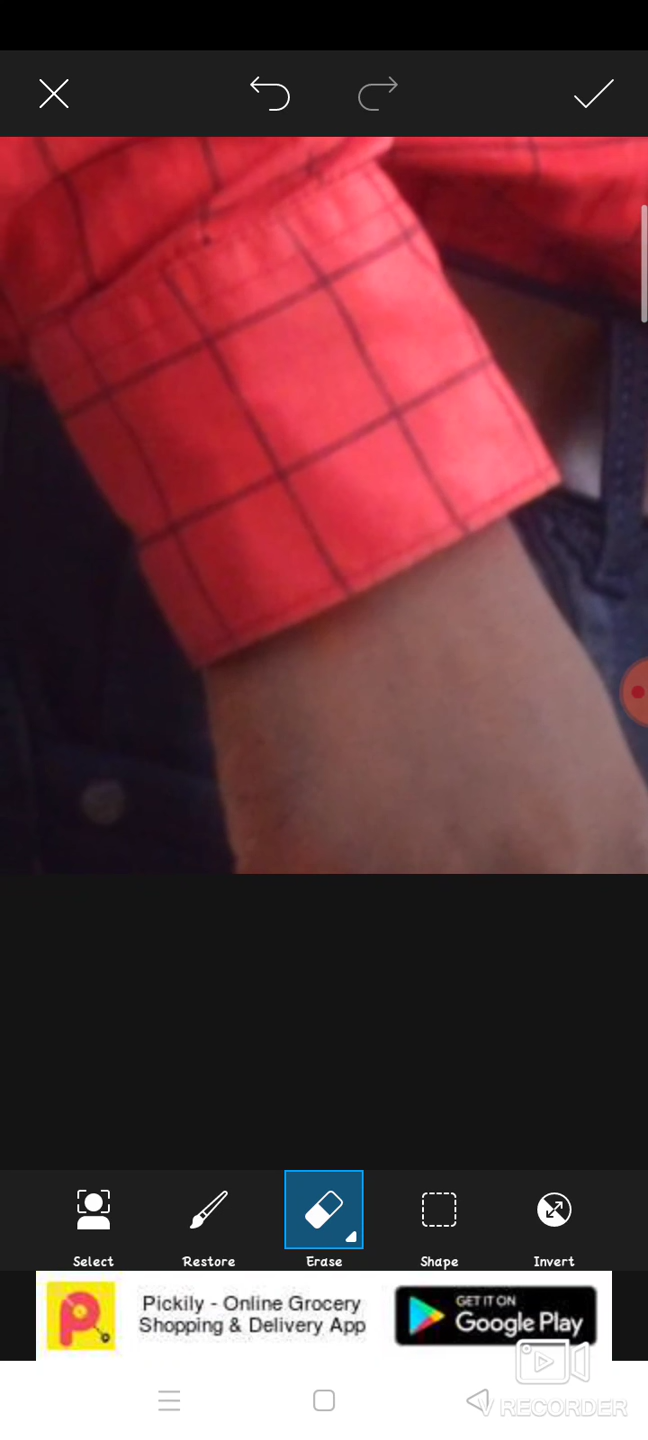 Select
Restore
Erase
Shape
Invert
Pickily - Online Grocery
Shopping & Delivery App
GET IT ON
Google Play
V RECORDER